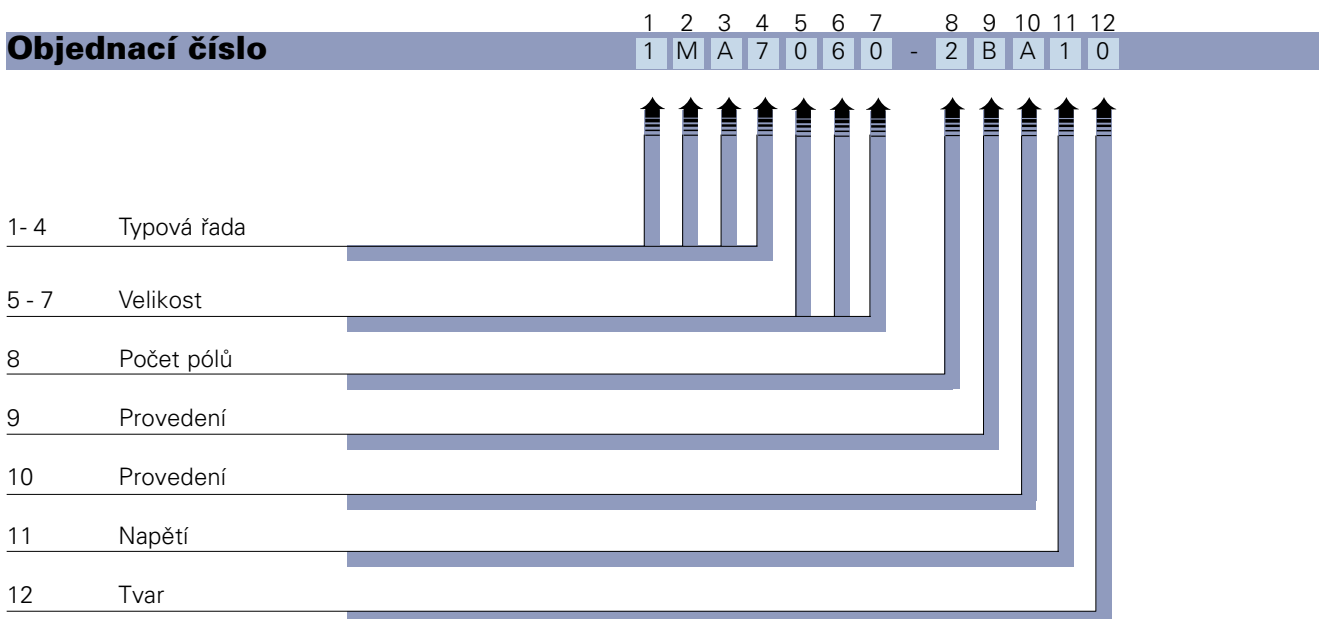 1 2 3 4 5 6 7 8 9 10 11 12
Objednací číslo 1 M A 7 0 6 0 - 2 B A 1 0
1- 4 Typová řada
5 - 7 Velikost
8 Počet pólů
9 Provedení
10 Provedení
11 Napětí
12 Tvar